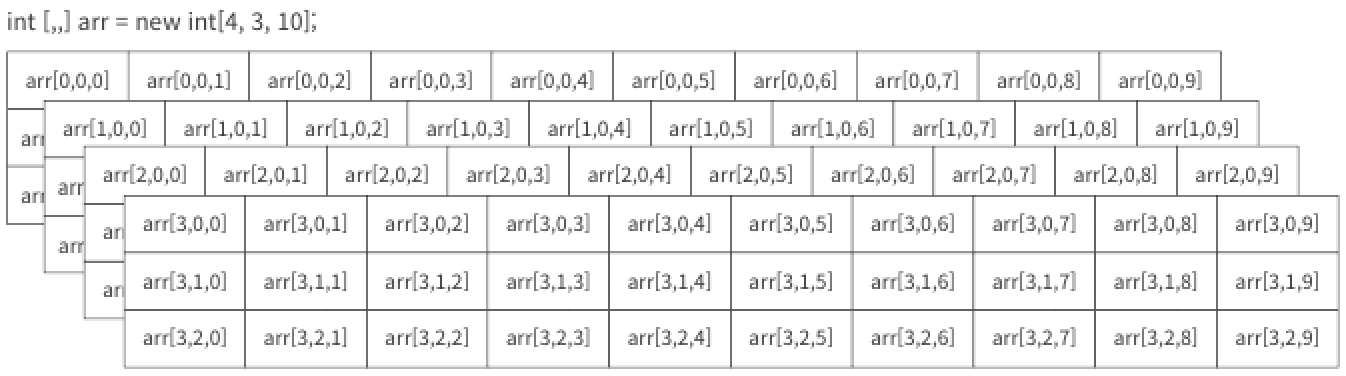 int [,,] arr = new int[4, 3, 10];
arr[0,0,0] arr[0,0,1] arr[0,0,2] arr[0,0,3] arr[0,0,4] arr[0,0,5] arr[0,0,6] arr[0,0,7] arr[0,0,8] arr[0,0,9]
arr[1,0,0] arr[1,0,1] arr[1,0,2] arr[1,0,3] arr[1,0,4] arr[1,0,5] arr[1,0,6] arr[1,0,7] arr[1,0,8] arr[1,0,9]
arr[2,0,0] arr[2,0,1] arr[2,0,2] arr[2,0,3] arr[2,0,4] arr[2,0,5] arr[2,0,6] arr[2,0,7] arr[2,0,8] arr[2,0,9]
arr[3,0,0] arr[3,0,1] arr[3,0,2] arr[3,0,3] arr[3,0,4] arr[3,0,5] arr[3,0,6] arr[3,0,7] arr[3,0,8] arr[3,0,9]
arr[3,1,0] arr[3,1,1] arr[3,1,2] arr[3,1,3] arr[3,1,4] arr[3,1,5] arr[3,1,6] arr[3,1,7] arr[3,1,8] arr[3,1,9]
arr[3,2,0] arr[3,2,1] arr[3,2,2] arr[3,2,3] arr[3,2,4] arr[3,2,5] arr[3,2,6] arr[3,2,7] arr[3,2,8] arr[3,2,9]